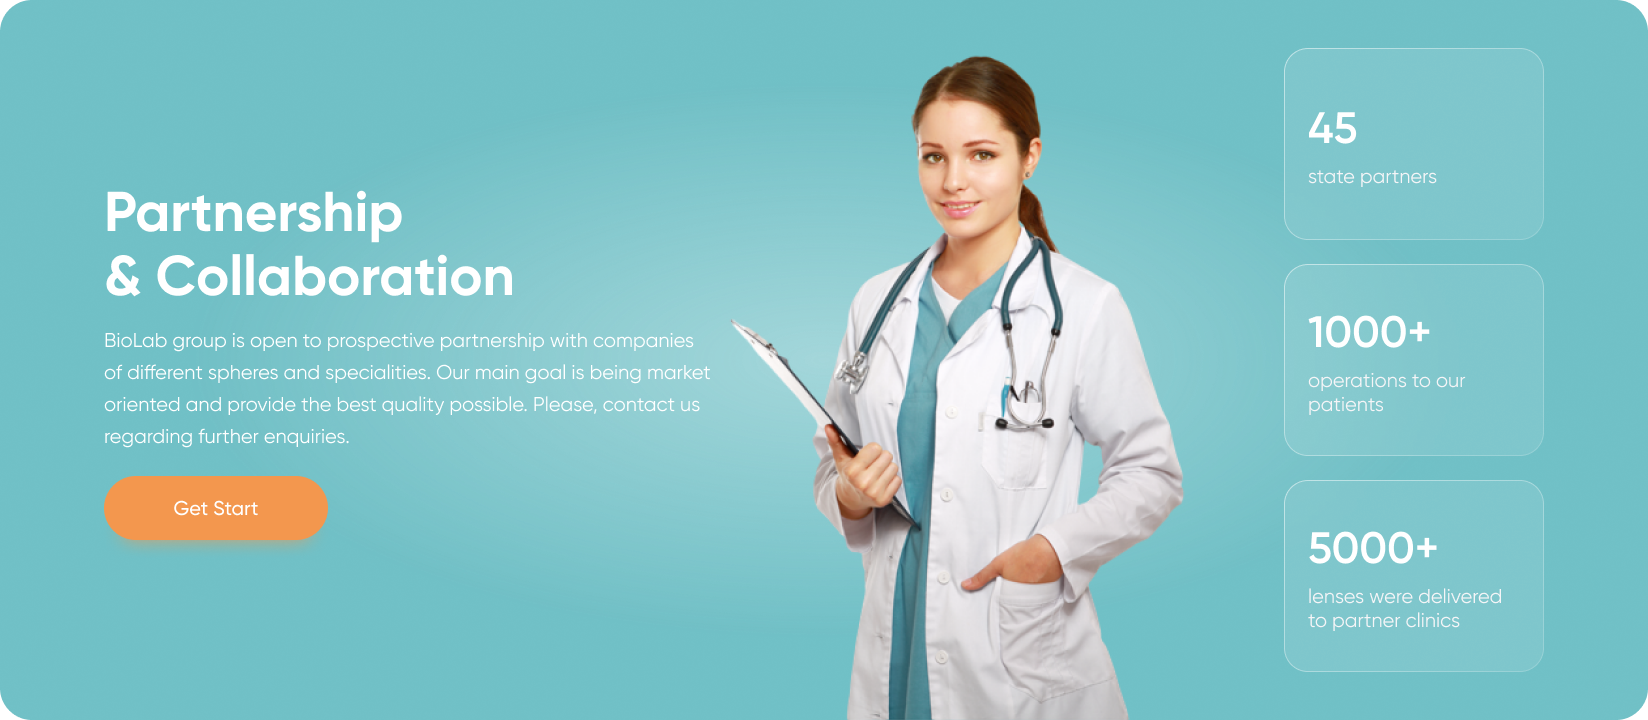 Partnership
& Collaboration
BioLab group is open to prospective partnership with companies
of different spheres and specialities. Our main goal is being market
oriented and provide the best quality possible. Please, contact us
regarding further enquiries.
Get Start
45
state partners
1000+
operations to our
patients
5000+
lenses were delivered
to partner clinics